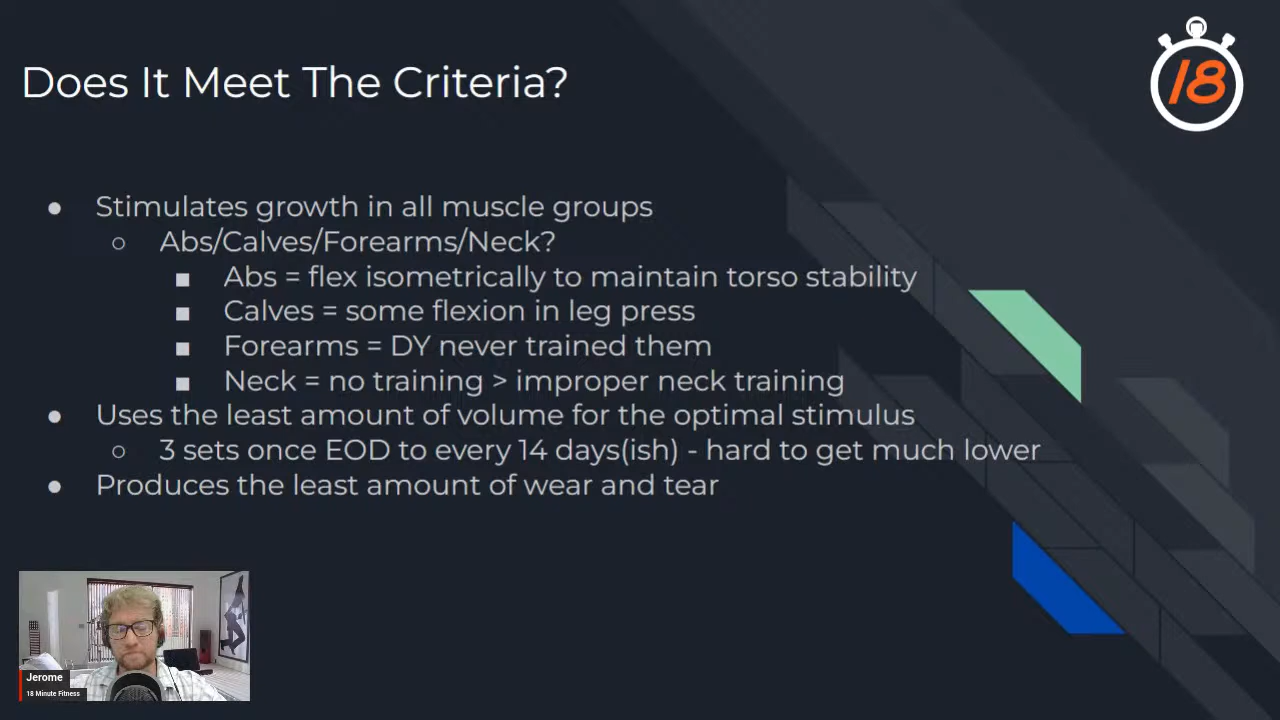 Does It Meet The Criteria?
18
● Stimulates growth in all muscle groups
○ Abs/Calves/Forearms/Neck?
■ Abs = flex isometrically to maintain torso stability
■ Calves = some flexion in leg press
■ Forearms = DY never trained them
■ Neck = no training > improper neck training
● Uses the least amount of volume for the optimal stimulus
○ 3 sets once EOD to every 14 days(ish) - hard to get much lower
● Produces the least amount of wear and tear
Jerome
18 Minute Fitness